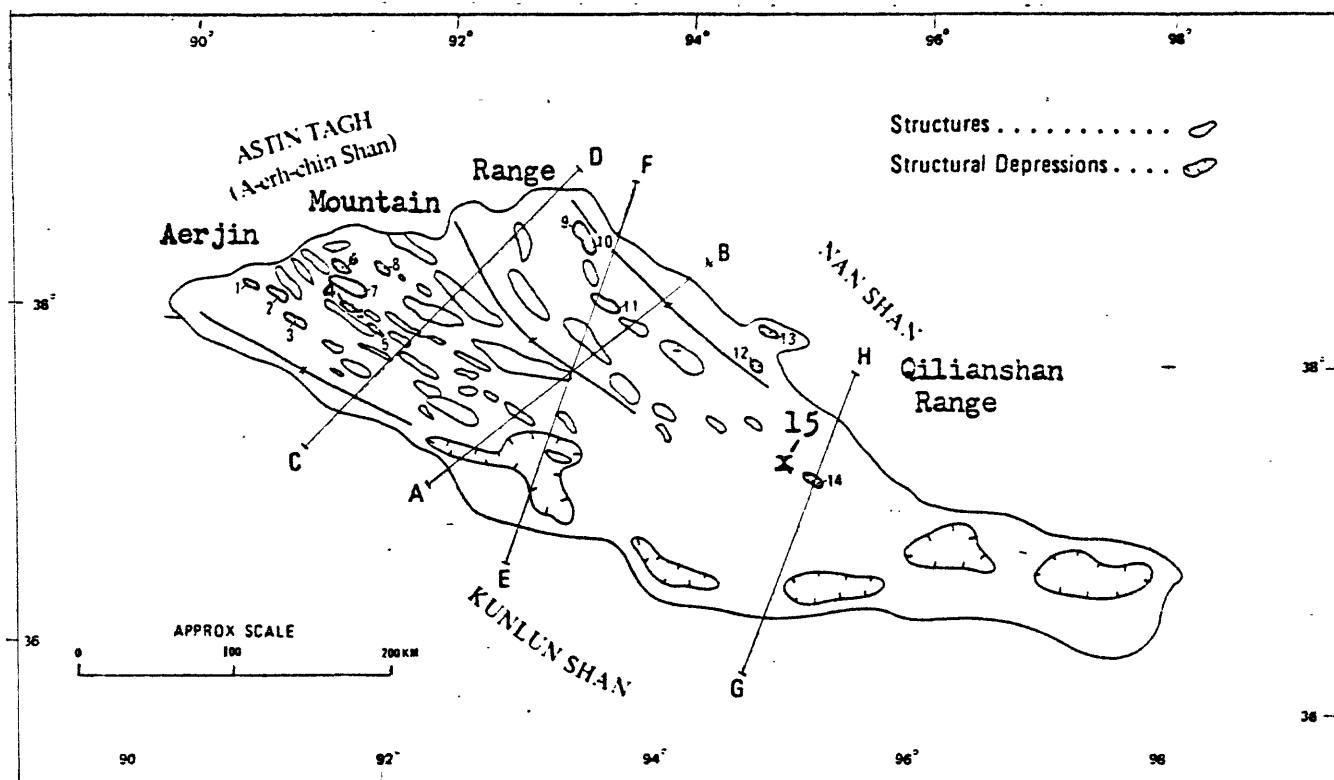 90°
92°
94°
96°
98°
Structures
Structural Depressions
ASTIN TAGH
(A-erh-chin Shan)
Aerjin Mountain Range
D
F
B
NAN SHAN
H
Qilianshan
Range
38°
38
1
2
3
4
5
6
7
8
9
10
11
12
13
15
x
14
C
A
E
G
KUNLUN SHAN
APPROX SCALE
0 100 200 KM
36
36
90
92°
94°
96°
98